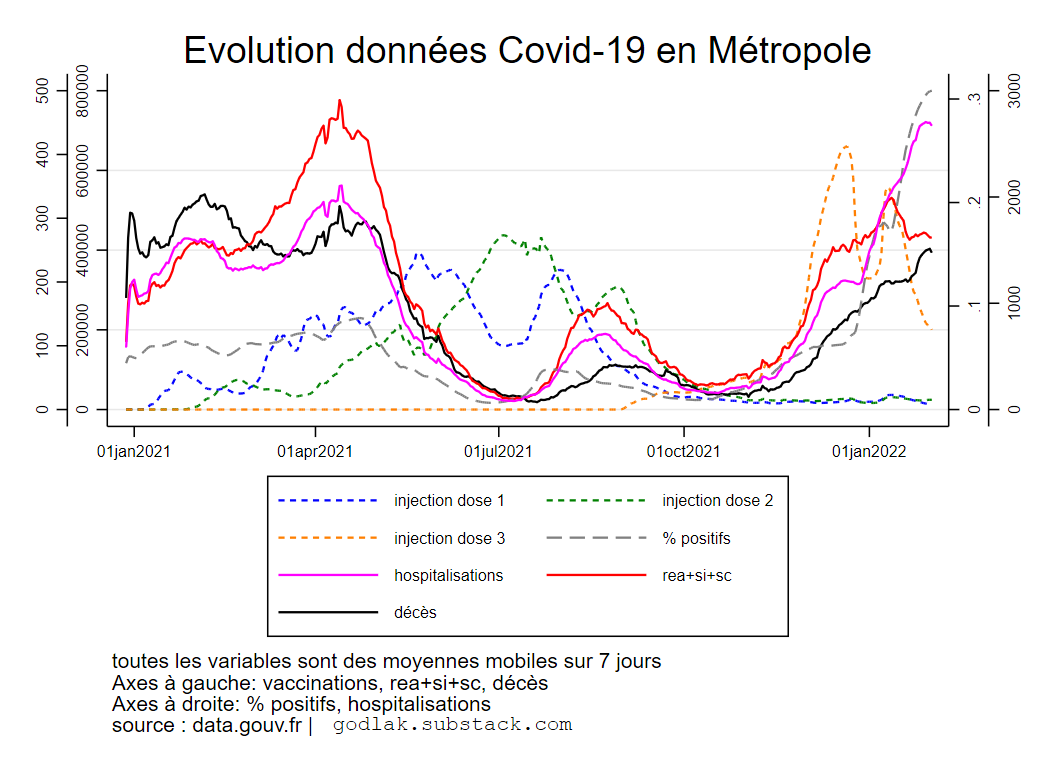 Evolution données Covid-19 en Métropole
500
400
300
200
100
0
800000
600000
400000
200000
0
.3
.2
.1
0
3000
2000
1000
0
01jan2021 01apr2021 01jul2021 01oct2021 01jan2022
injection dose 1 injection dose 2
injection dose 3 % positifs
hospitalisations rea+si+sc
décès
toutes les variables sont des moyennes mobiles sur 7 jours
Axes à gauche: vaccinations, rea+si+sc, décès
Axes à droite: % positifs, hospitalisations
source : data.gouv.fr | godlak.substack.com